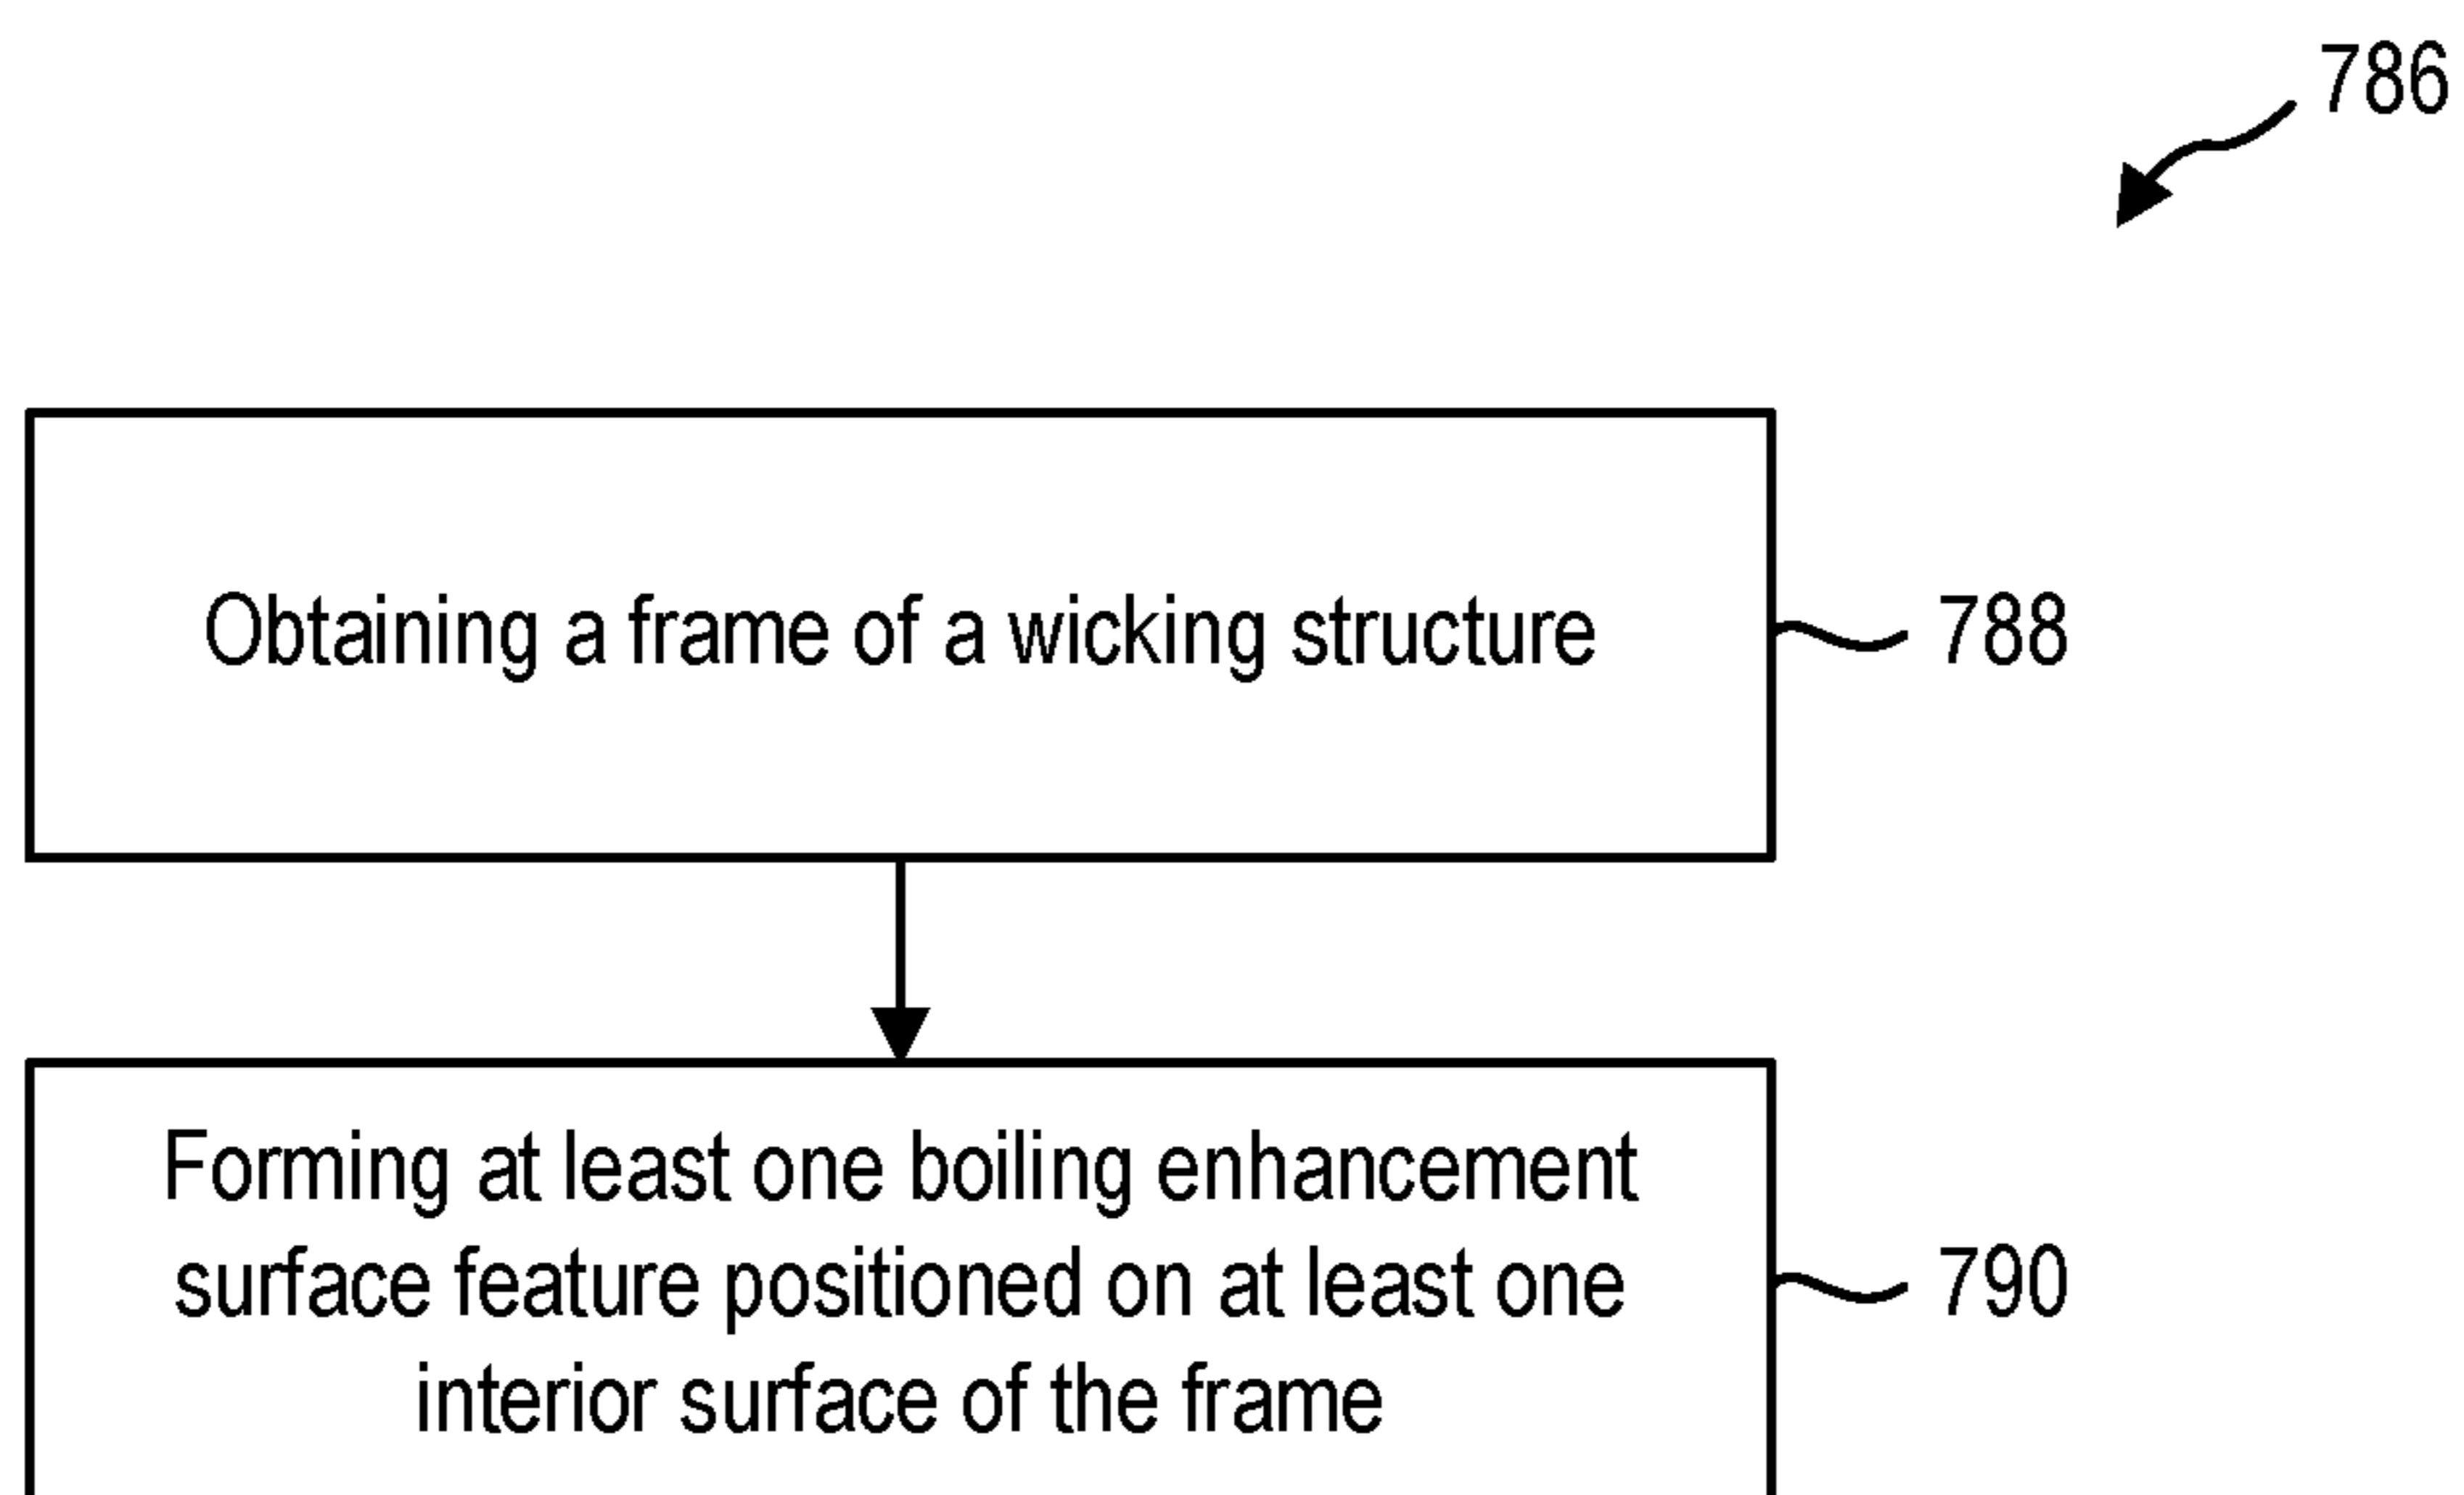 786
Obtaining a frame of a wicking structure
788
Forming at least one boiling enhancement
surface feature positioned on at least one
interior surface of the frame
790